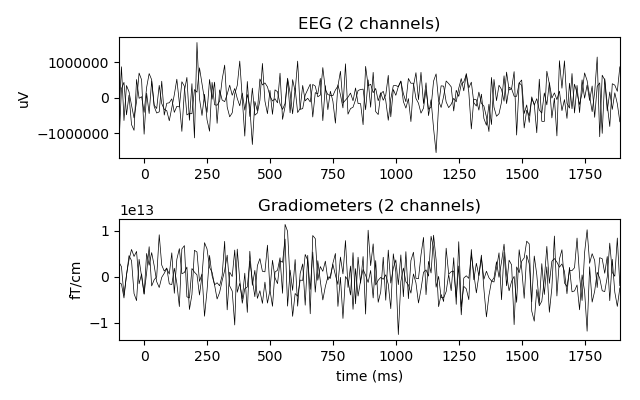 EEG (2 channels)
1000000
0
−1000000
uV
0 250 500 750 1000 1250 1500 1750
1e13
Gradiometers (2 channels)
1
0
−1
fT/cm
0 250 500 750 1000 1250 1500 1750
time (ms)